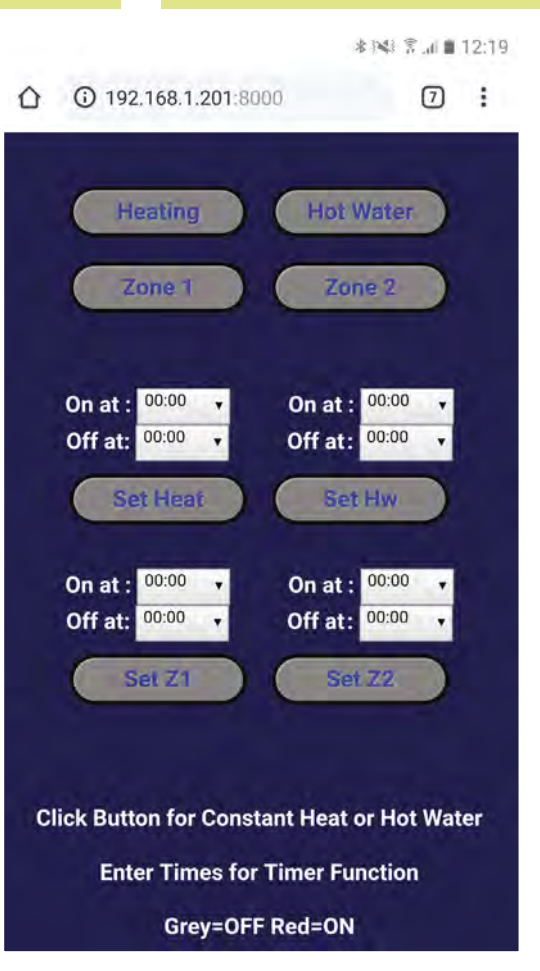 12:19
192.168.1.201:8000 7
Heating Hot Water
Zone 1 Zone 2
On at : 00:00 On at : 00:00
Off at: 00:00 Off at: 00:00
Set Heat Set Hw
On at : 00:00 On at : 00:00
Off at: 00:00 Off at: 00:00
Set Z1 Set Z2
Click Button for Constant Heat or Hot Water
Enter Times for Timer Function
Grey=OFF Red=ON